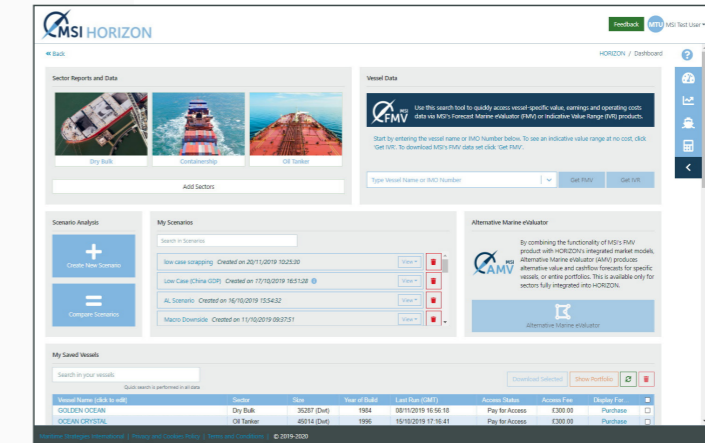 MSI HORIZON
Feedback
MTU
MSI Test User
« Back
HORIZON / Dashboard
Sector Reports and Data
Dry Bulk
Containership
Oil Tanker
Add Sectors
Vessel Data
MSI
FMV
Use this search tool to quickly access vessel-specific value, earnings and operating costs
data via MSI's Forecast Marine eValuator (FMV) or Indicative Value Range (IVR) products.
Start by entering the vessel name or IMO Number below. To see an indicative value range at no cost, click
'Get IVR'. To download MSI's FMV data set click 'Get FMV'.
Type Vessel Name or IMO Number
Get FMV
Get IVR
Scenario Analysis
Create New Scenario
Compare Scenarios
My Scenarios
Search in Scenarios
low case scrapping Created on 20/11/2019 10:25:30
View
Low Case (China GDP) Created on 17/10/2019 16:51:28
View
AL Scenario Created on 16/10/2019 13:54:32
View
Macro Downside Created on 11/10/2019 09:37:51
View
Alternative Marine eValuator
MSI
AMV
By combining the functionality of MSI's FMV
product with HORIZON's integrated market models,
Alternative Marine eValuator (AMV) produces
alternative value and cashflow forecasts for specific
vessels, or entire portfolios. This is available only for
sectors fully integrated into HORIZON.
Alternative Marine eValuator
My Saved Vessels
Search in your vessels
Quick search is performed in all data
Download Selected
Show Portfolio
Vessel Name (click to edit) Sector Size Year of Build Last Run (GMT) Access Status Access Fee Display For...
GOLDEN OCEAN Dry Bulk 35287 (Dwt) 1984 08/11/2019 16:56:18 Pay for Access £300.00 Purchase
OCEAN CRYSTAL Oil Tanker 45014 (Dwt) 1996 15/10/2019 17:16:41 Pay for Access £300.00 Purchase
Maritime Strategies International | Privacy and Cookies Policy | Terms and Conditions | © 2019-2020